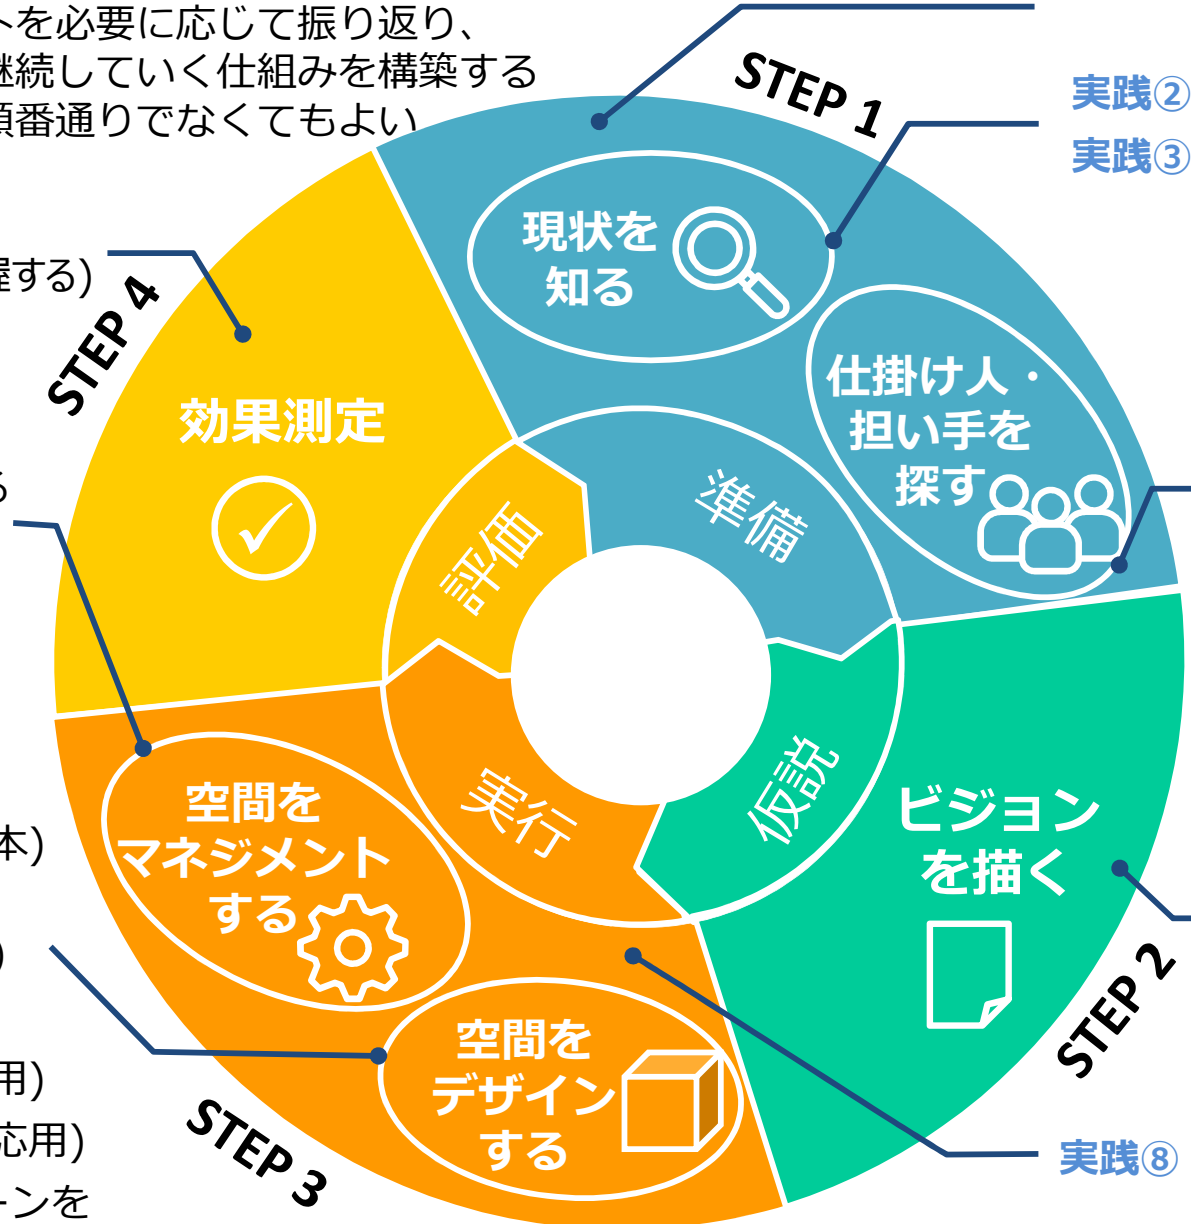 トを必要に応じて振り返り、
継続していく仕組みを構築する
順番通りでなくてもよい
STEP 1
実践②
実践③
現状を
知る
握する)
STEP 4
仕掛け人・
担い手を
探す
効果測定
る
準備
評価
仮説
実行
ビジョン
を描く
空間を
マネジメント
する
本)
)
STEP 2
空間を
デザイン
する
用)
応用)
STEP 3
実践⑧
ーンを